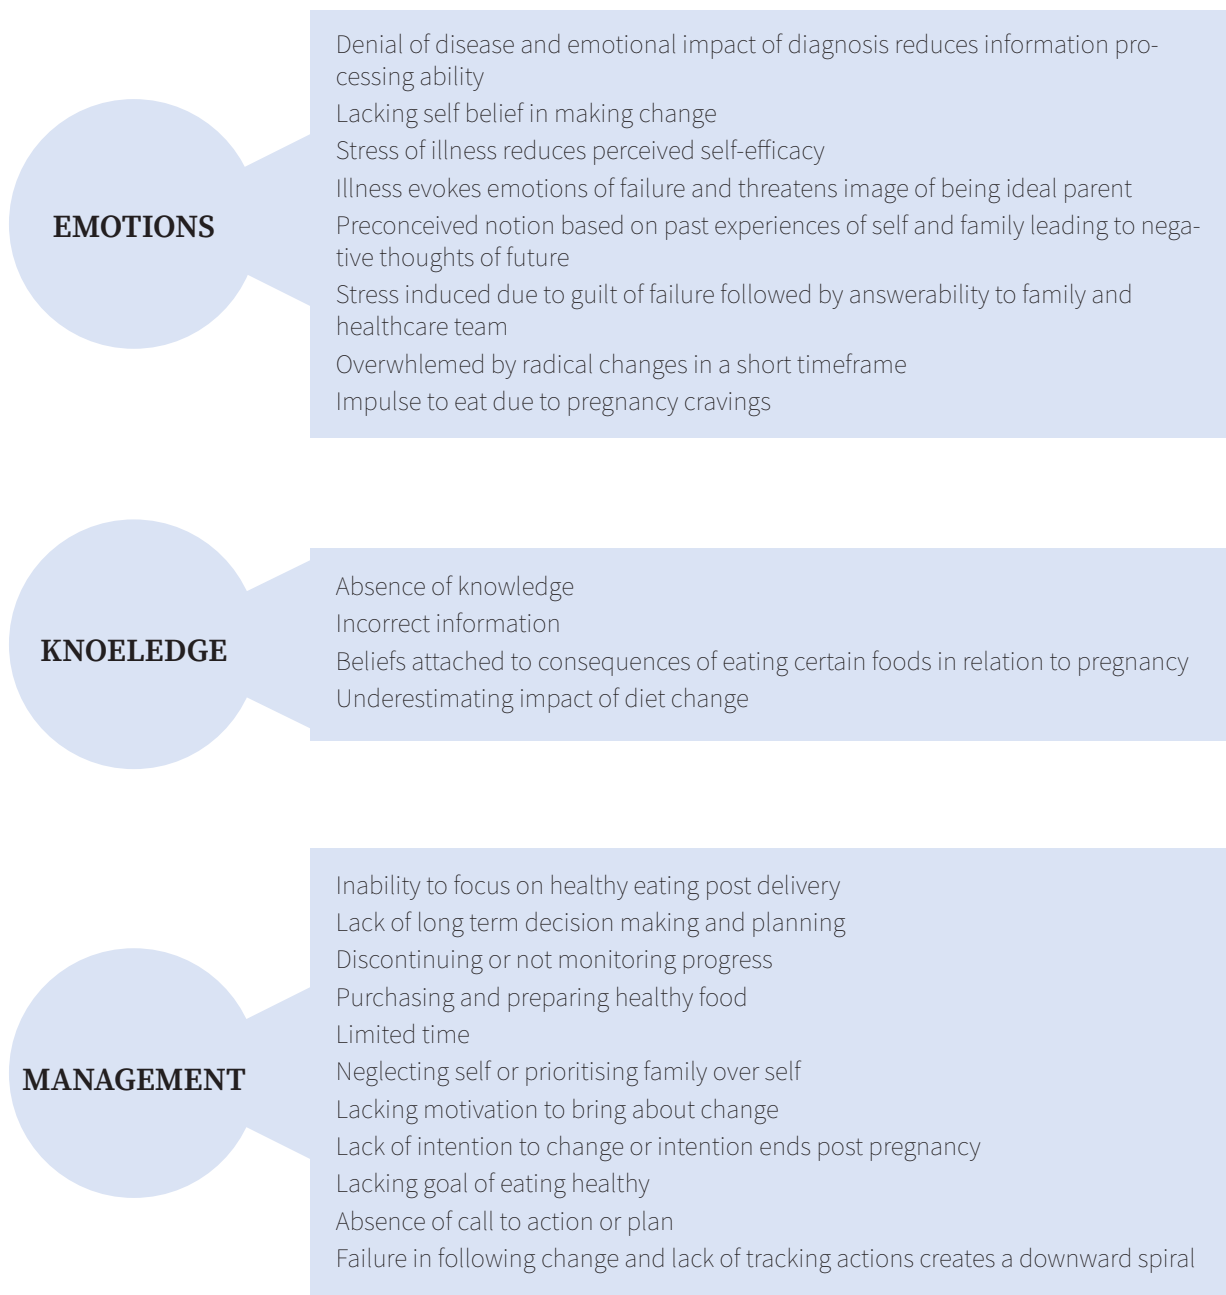 EMOTIONS
Denial of disease and emotional impact of diagnosis reduces information pro-
cessing ability
Lacking self belief in making change
Stress of illness reduces perceived self-efficacy
Illness evokes emotions of failure and threatens image of being ideal parent
Preconceived notion based on past experiences of self and family leading to nega-
tive thoughts of future
Stress induced due to guilt of failure followed by answerability to family and
healthcare team
Overwhlemed by radical changes in a short timeframe
Impulse to eat due to pregnancy cravings
KNOELEDGE
Absence of knowledge
Incorrect information
Beliefs attached to consequences of eating certain foods in relation to pregnancy
Underestimating impact of diet change
MANAGEMENT
Inability to focus on healthy eating post delivery
Lack of long term decision making and planning
Discontinuing or not monitoring progress
Purchasing and preparing healthy food
Limited time
Neglecting self or prioritising family over self
Lacking motivation to bring about change
Lack of intention to change or intention ends post pregnancy
Lacking goal of eating healthy
Absence of call to action or plan
Failure in following change and lack of tracking actions creates a downward spiral